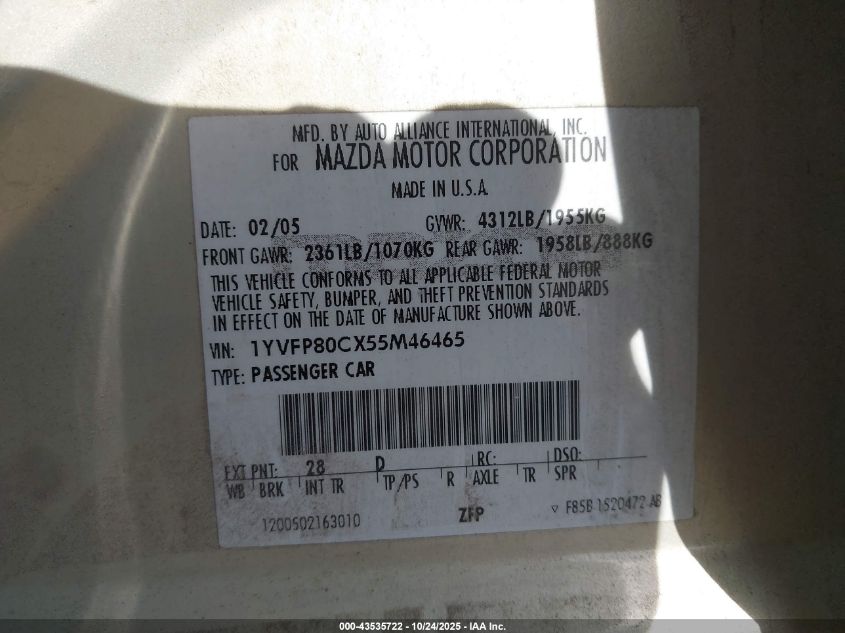 MFD. BY AUTO ALLIANCE INTERNATIONAL, INC.
FOR MAZDA MOTOR CORPORATION
MADE IN U.S.A.
DATE: 02/05 GVWR: 4312LB/1955KG
FRONT GAWR: 2361LB/1070KG REAR GAWR: 1958LB/888KG
THIS VEHICLE CONFORMS TO ALL APPLICABLE FEDERAL MOTOR
VEHICLE SAFETY, BUMPER, AND THEFT PREVENTION STANDARDS
IN EFFECT ON THE DATE OF MANUFACTURE SHOWN ABOVE.
VIN: 1YVFP80CX55M46465
TYPE: PASSENGER CAR
EXT PNT: 28 D RC: DSO:
WB BRK INT TR TP/PS R AXLE TR SPR
1200502163010 ZFP F85B 1520472 AB
000-43535722 - 10/24/2025 - IAA Inc.